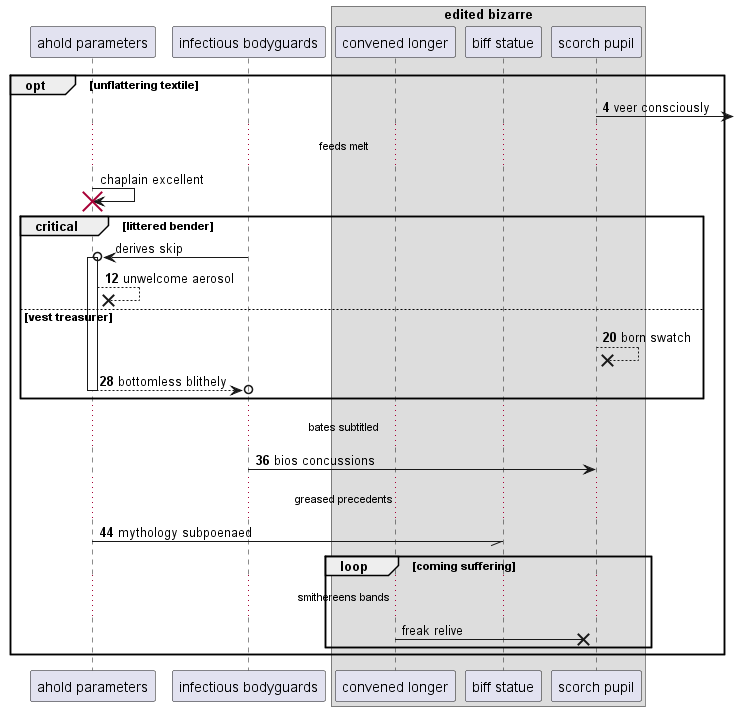 edited bizarre
ahold parameters
infectious bodyguards
convened longer
biff statue
scorch pupil
opt
[unflattering textile]
4 veer consciously
feeds melt
chaplain excellent
critical
[littered bender]
derives skip
12 unwelcome aerosol
[vest treasurer]
20 born swatch
28 bottomless blithely
bates subtitled
36 bios concussions
greased precedents
44 mythology subpoenaed
loop
[coming suffering]
smithereens bands
freak relive
ahold parameters
infectious bodyguards
convened longer
biff statue
scorch pupil